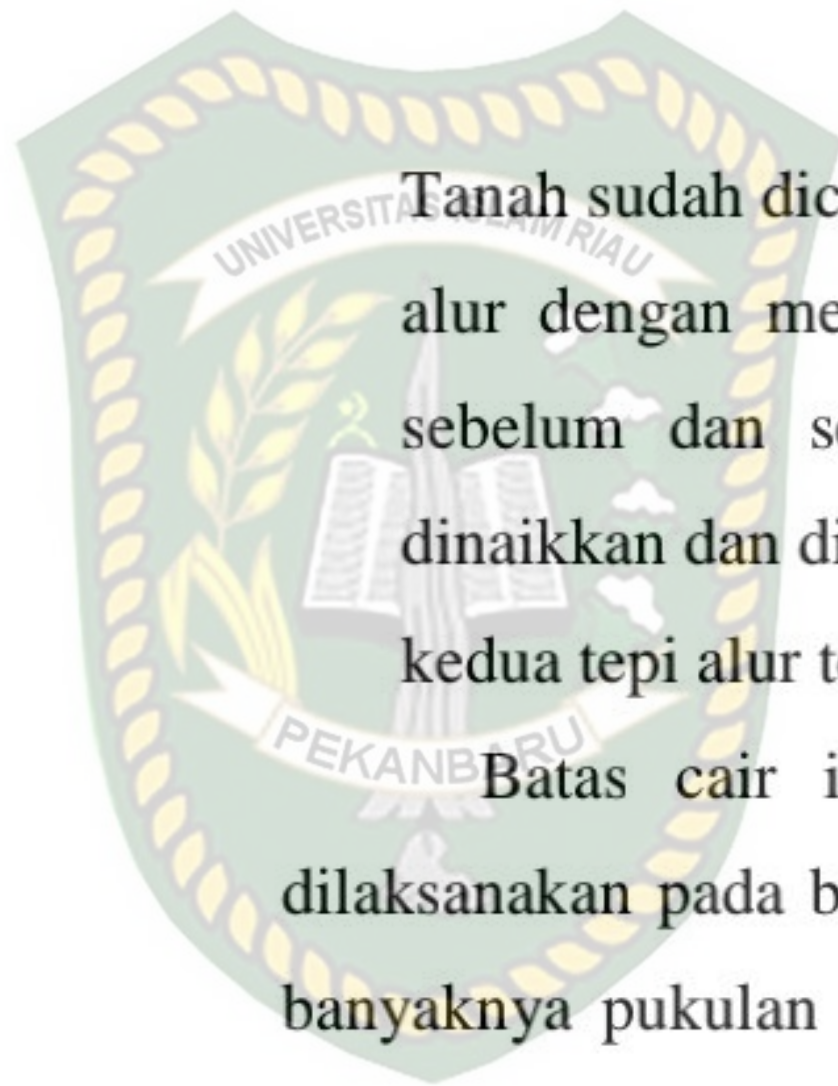 UNIVERSITAS ISLAM RIAU
Tanah sudah dic
alur dengan me
sebelum dan se
dinaikkan dan di
kedua tepi alur te
PEKANBARU
Batas cair i
dilaksanakan pada b
banyaknya pukulan